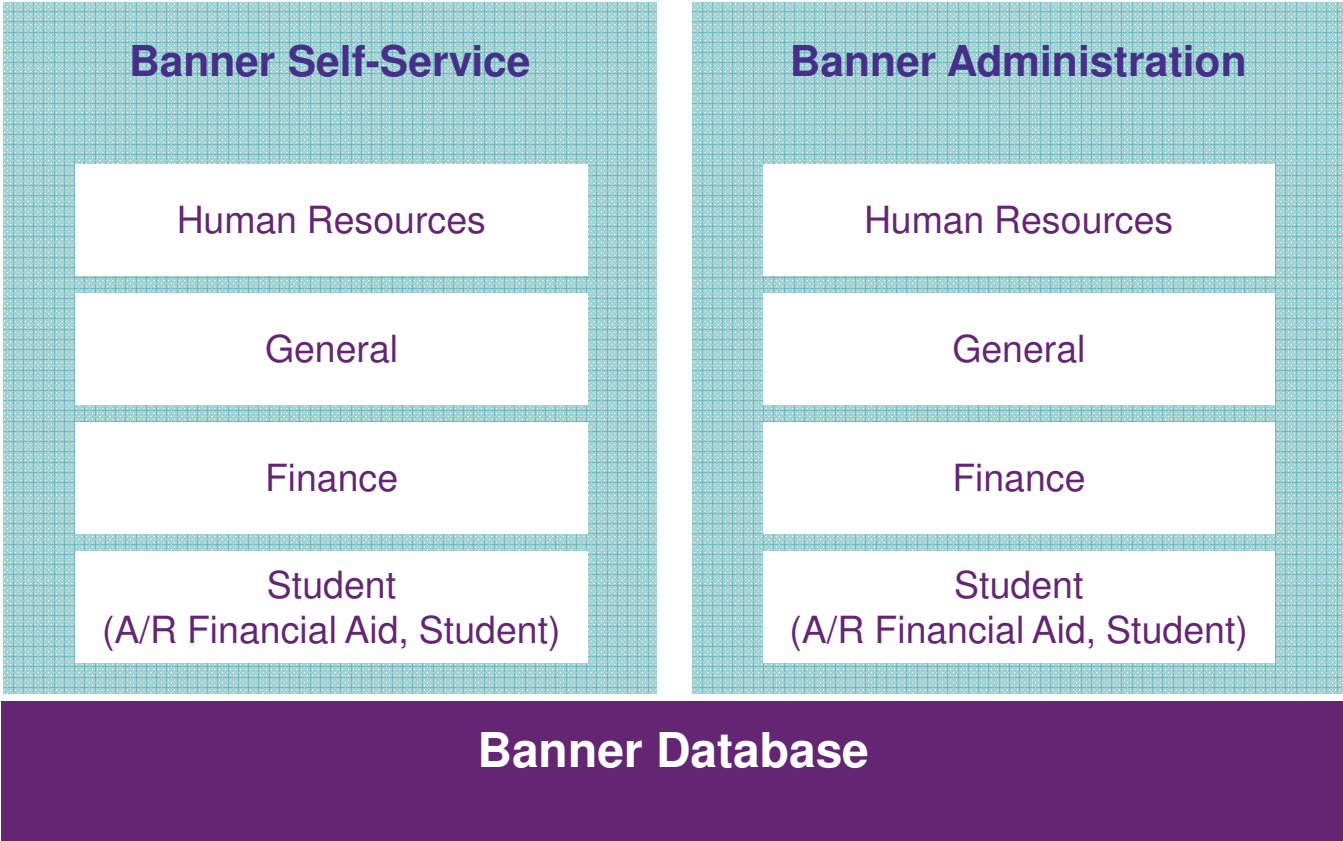 Banner Self-Service
Human Resources
General
Finance
Student
(A/R Financial Aid, Student)
Banner Administration
Human Resources
General
Finance
Student
(A/R Financial Aid, Student)
Banner Database